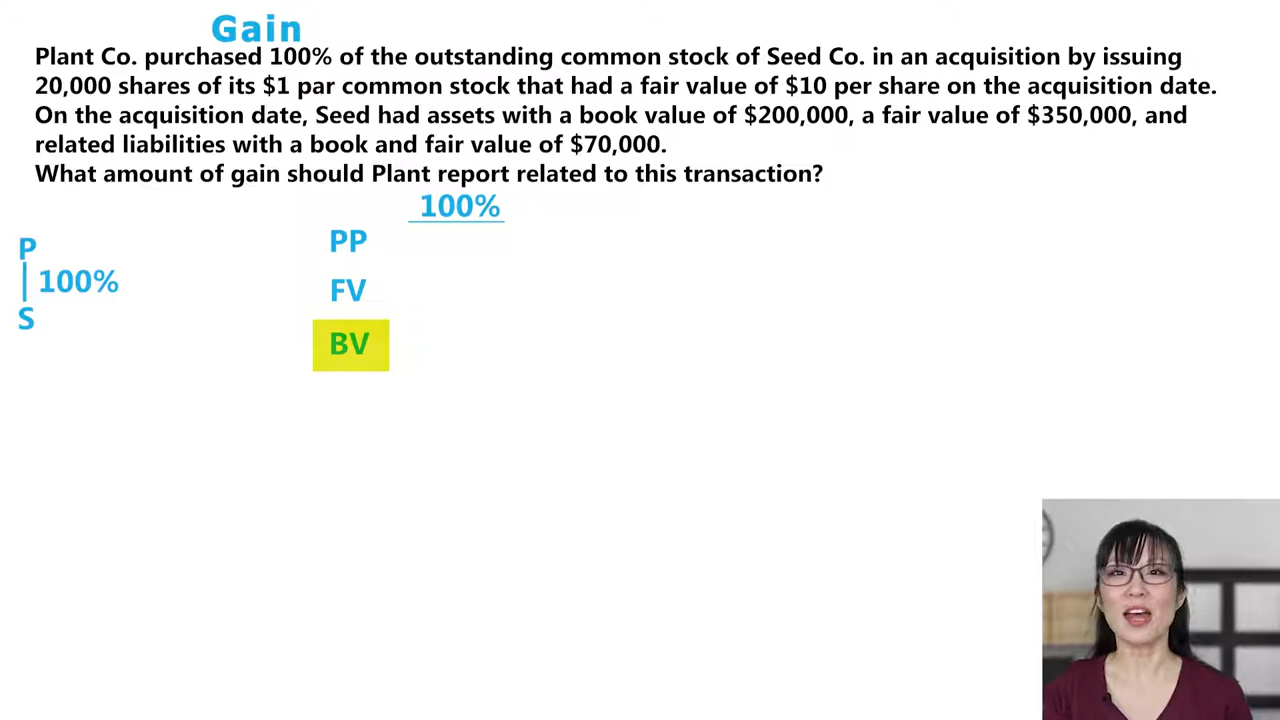 Gain
Plant Co. purchased 100% of the outstanding common stock of Seed Co. in an acquisition by issuing
20,000 shares of its $1 par common stock that had a fair value of $10 per share on the acquisition date.
On the acquisition date, Seed had assets with a book value of $200,000, a fair value of $350,000, and
related liabilities with a book and fair value of $70,000.
What amount of gain should Plant report related to this transaction?
100%
P
100%
S
PP
FV
BV